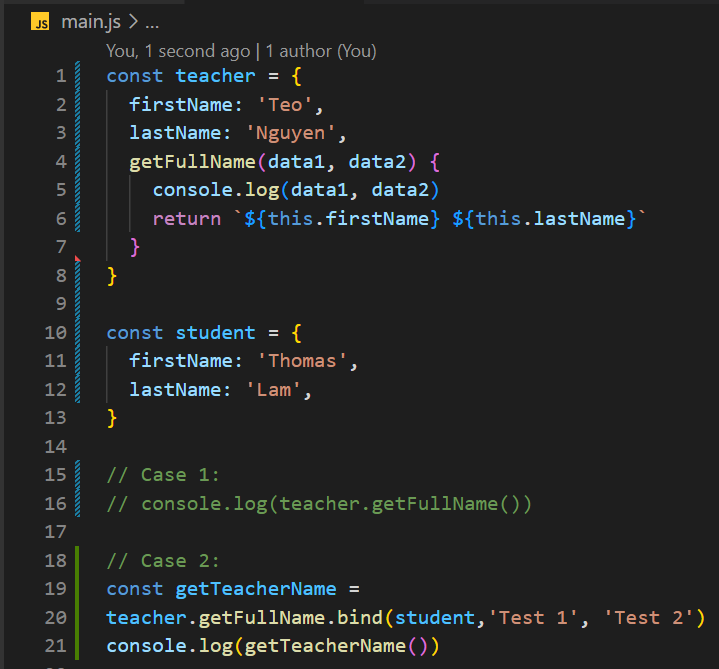 JS main.js > ...
You, 1 second ago | 1 author (You)
1 const teacher = {
2 firstName: 'Teo',
3 lastName: 'Nguyen',
4 getFullName(data1, data2) {
5 console.log(data1, data2)
6 return `${this.firstName} ${this.lastName}`
7 }
8 }
9
10 const student = {
11 firstName: 'Thomas',
12 lastName: 'Lam',
13 }
14
15 // Case 1:
16 // console.log(teacher.getFullName())
17
18 // Case 2:
19 const getTeacherName =
20 teacher.getFullName.bind(student,'Test 1', 'Test 2')
21 console.log(getTeacherName())